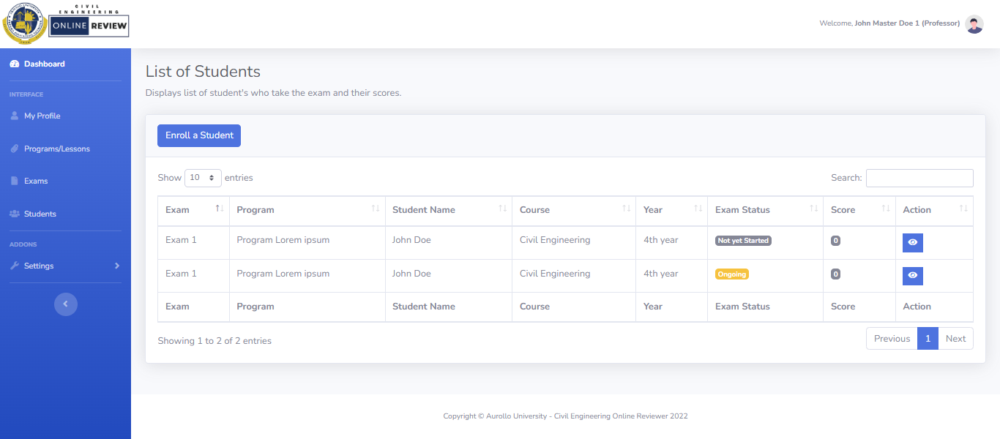 CIVIL
ENGINEERING
ONLINE REVIEW
Welcome, John Master Doe 1 (Professor)
Dashboard
INTERFACE
My Profile
Programs/Lessons
Exams
Students
ADDONS
Settings
List of Students
Displays list of student's who take the exam and their scores.
Enroll a Student
Show 10 entries
Search:
Exam Program Student Name Course Year Exam Status Score Action
Exam 1 Program Lorem ipsum John Doe Civil Engineering 4th year Not yet Started 0
Exam 1 Program Lorem ipsum John Doe Civil Engineering 4th year Ongoing 0
Exam Program Student Name Course Year Exam Status Score Action
Showing 1 to 2 of 2 entries
Previous 1 Next
Copyright © Aurollo University - Civil Engineering Online Reviewer 2022